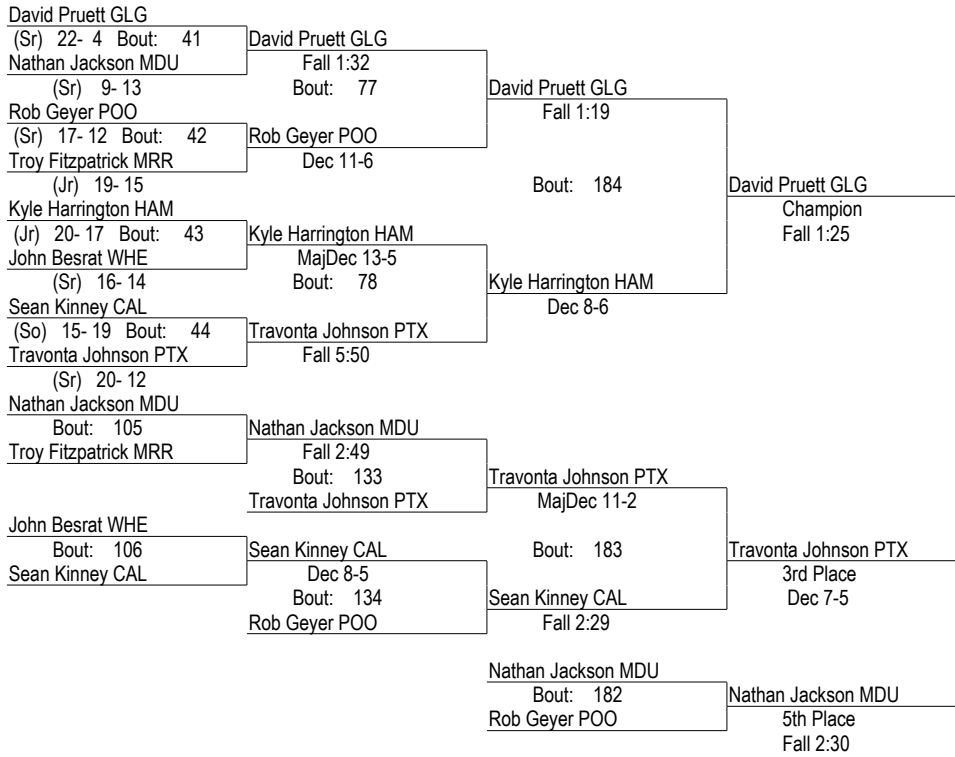 David Pruett GLG
(Sr) 22- 4 Bout: 41
David Pruett GLG
Nathan Jackson MDU
Fall 1:32
(Sr) 9- 13
Bout: 77
David Pruett GLG
Rob Geyer POO
Fall 1:19
(Sr) 17- 12 Bout: 42
Rob Geyer POO
Troy Fitzpatrick MRR
Dec 11-6
(Jr) 19- 15
Bout: 184
David Pruett GLG
Kyle Harrington HAM
Champion
(Jr) 20- 17 Bout: 43
Kyle Harrington HAM
Fall 1:25
John Besrat WHE
MajDec 13-5
(Sr) 16- 14
Bout: 78
Kyle Harrington HAM
Sean Kinney CAL
Dec 8-6
(So) 15- 19 Bout: 44
Travonta Johnson PTX
Travonta Johnson PTX
Fall 5:50
(Sr) 20- 12
Nathan Jackson MDU
Bout: 105
Nathan Jackson MDU
Troy Fitzpatrick MRR
Fall 2:49
Bout: 133
Travonta Johnson PTX
Travonta Johnson PTX
MajDec 11-2
John Besrat WHE
Bout: 106
Sean Kinney CAL
Bout: 183
Travonta Johnson PTX
Sean Kinney CAL
Dec 8-5
3rd Place
Bout: 134
Sean Kinney CAL
Dec 7-5
Rob Geyer POO
Fall 2:29
Nathan Jackson MDU
Bout: 182
Nathan Jackson MDU
Rob Geyer POO
5th Place
Fall 2:30